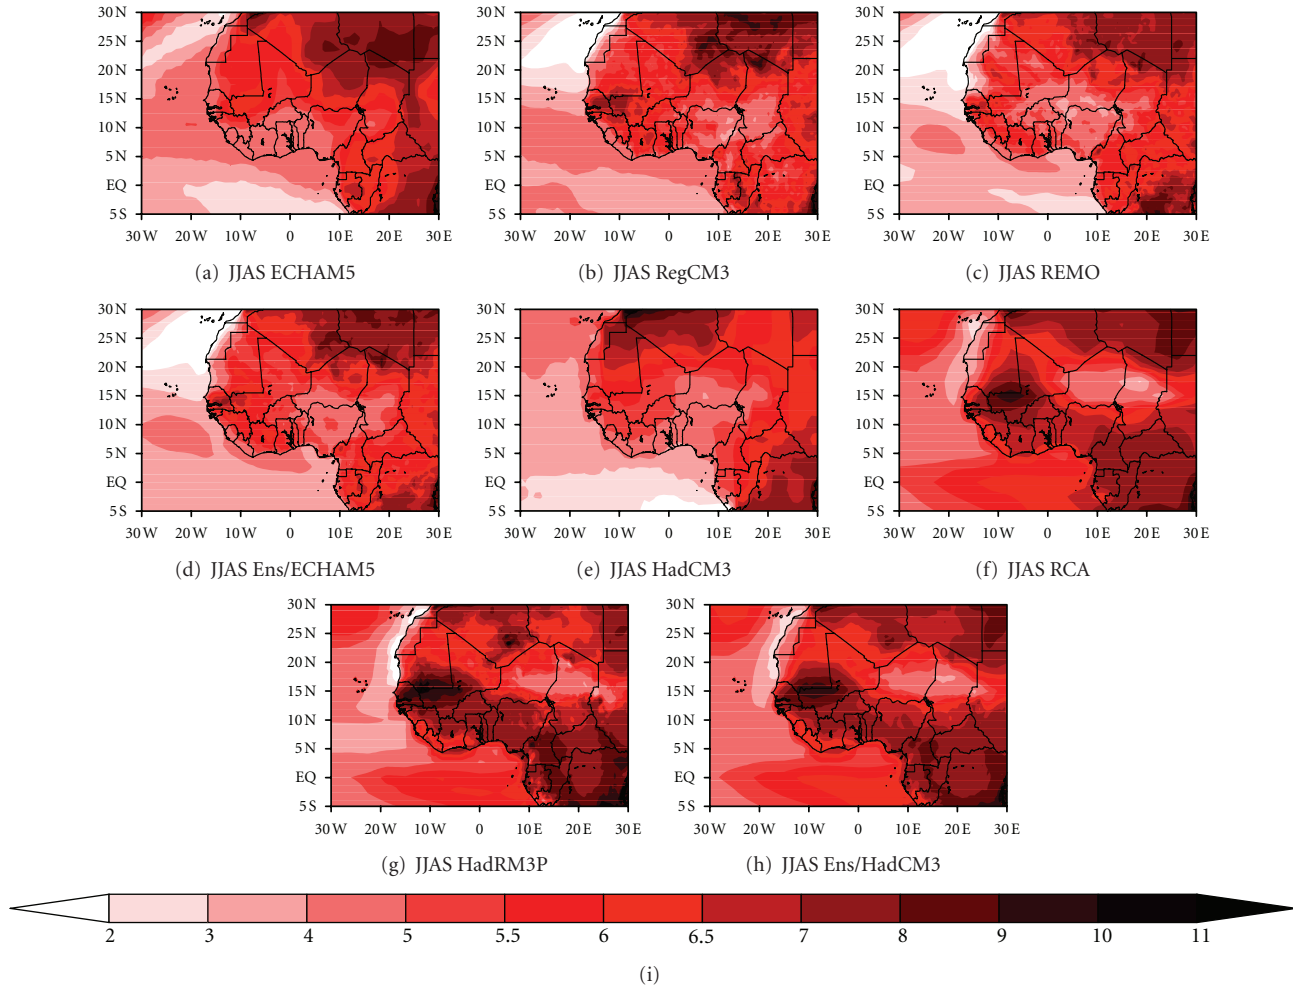 30 N 30 N 30 N
25 N 25 N 25 N
20 N 20 N 20 N
15 N 15 N 15 N
10 N 10 N 10 N
5 N 5 N 5 N
EQ EQ EQ
5 S 5 S 5 S
30 W 20 W 10 W 0 10 E 20 E 30 E 30 W 20 W 10 W 0 10 E 20 E 30 E 30 W 20 W 10 W 0 10 E 20 E 30 E
(a) JJAS ECHAM5 (b) JJAS RegCM3 (c) JJAS REMO
30 N 30 N 30 N
25 N 25 N 25 N
20 N 20 N 20 N
15 N 15 N 15 N
10 N 10 N 10 N
5 N 5 N 5 N
EQ EQ EQ
5 S 5 S 5 S
30 W 20 W 10 W 0 10 E 20 E 30 E 30 W 20 W 10 W 0 10 E 20 E 30 E 30 W 20 W 10 W 0 10 E 20 E 30 E
(d) JJAS Ens/ECHAM5 (e) JJAS HadCM3 (f) JJAS RCA
30 N 30 N
25 N 25 N
20 N 20 N
15 N 15 N
10 N 10 N
5 N 5 N
EQ EQ
5 S 5 S
30 W 20 W 10 W 0 10 E 20 E 30 E 30 W 20 W 10 W 0 10 E 20 E 30 E
(g) JJAS HadRM3P (h) JJAS Ens/HadCM3
2 3 4 5 5.5 6 6.5 7 8 9 10 11
(i)